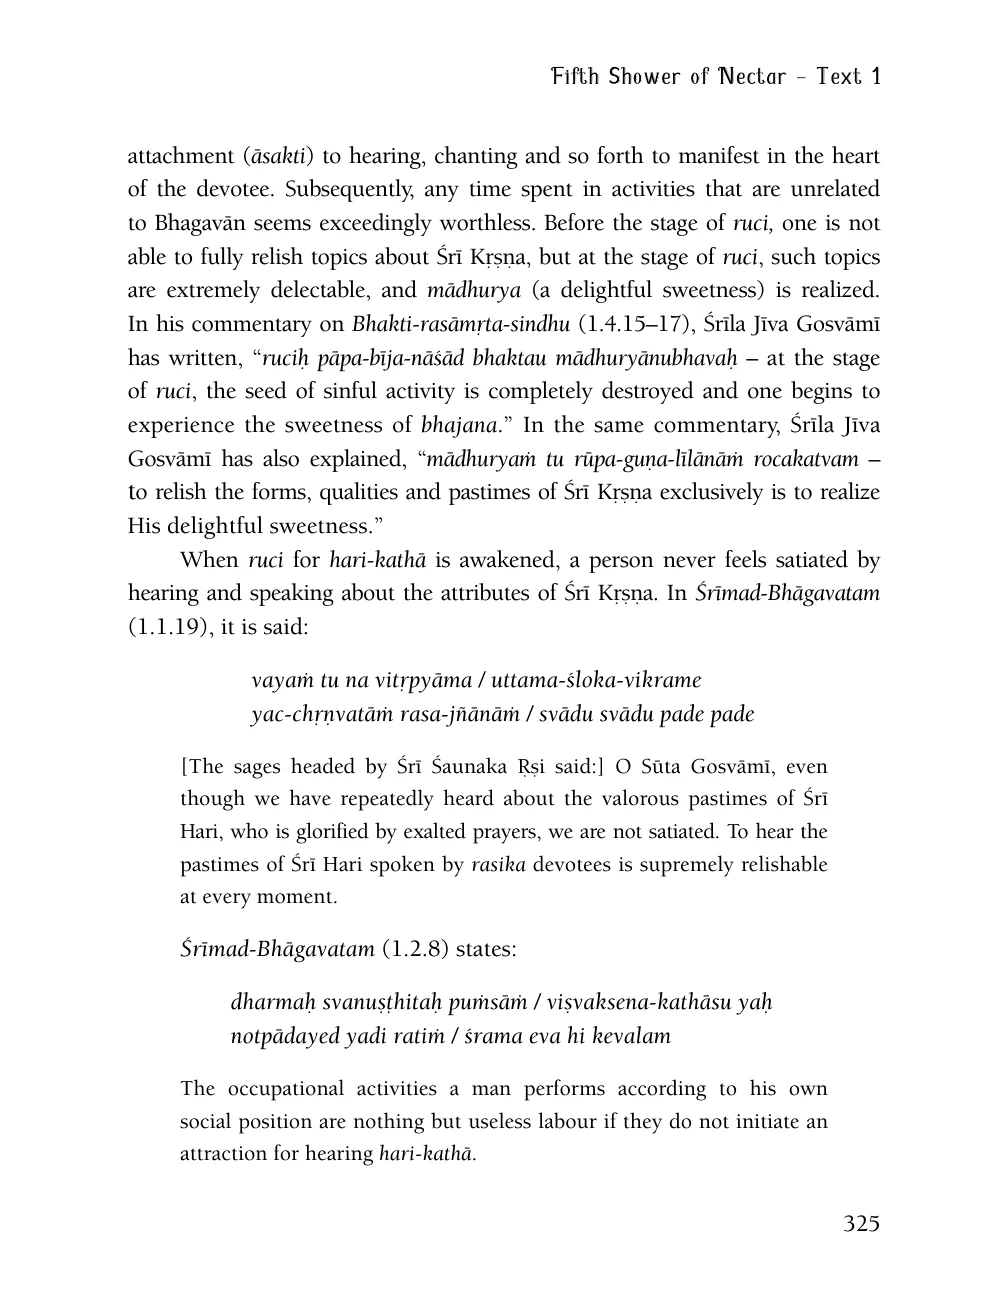 Fifth Shower of Nectar – Text 1
attachment (āsakti) to hearing, chanting and so forth to manifest in the heart
of the devotee. Subsequently, any time spent in activities that are unrelated
to Bhagavān seems exceedingly worthless. Before the stage of ruci, one is not
able to fully relish topics about Śrī Kṛṣṇa, but at the stage of ruci, such topics
are extremely delectable, and mādhurya (a delightful sweetness) is realized.
In his commentary on Bhakti-rasāmṛta-sindhu (1.4.15–17), Śrīla Jīva Gosvāmī
has written, “ruciḥ pāpa-bīja-nāśād bhaktau mādhuryānubhavaḥ – at the stage
of ruci, the seed of sinful activity is completely destroyed and one begins to
experience the sweetness of bhajana.” In the same commentary, Śrīla Jīva
Gosvāmī has also explained, “mādhuryaṁ tu rūpa-guṇa-līlānāṁ rocakatvam –
to relish the forms, qualities and pastimes of Śrī Kṛṣṇa exclusively is to realize
His delightful sweetness.”
When ruci for hari-kathā is awakened, a person never feels satiated by
hearing and speaking about the attributes of Śrī Kṛṣṇa. In Śrīmad-Bhāgavatam
(1.1.19), it is said:
vayaṁ tu na vitṛpyāma / uttama-śloka-vikrame
yac-chṛṇvatāṁ rasa-jñānāṁ / svādu svādu pade pade
[The sages headed by Śrī Śaunaka Ṛṣi said:] O Sūta Gosvāmī, even
though we have repeatedly heard about the valorous pastimes of Śrī
Hari, who is glorified by exalted prayers, we are not satiated. To hear the
pastimes of Śrī Hari spoken by rasika devotees is supremely relishable
at every moment.
Śrīmad-Bhāgavatam (1.2.8) states:
dharmaḥ svanuṣṭhitaḥ puṁsāṁ / viṣvaksena-kathāsu yaḥ
notpādayed yadi ratiṁ / śrama eva hi kevalam
The occupational activities a man performs according to his own
social position are nothing but useless labour if they do not initiate an
attraction for hearing hari-kathā.
325